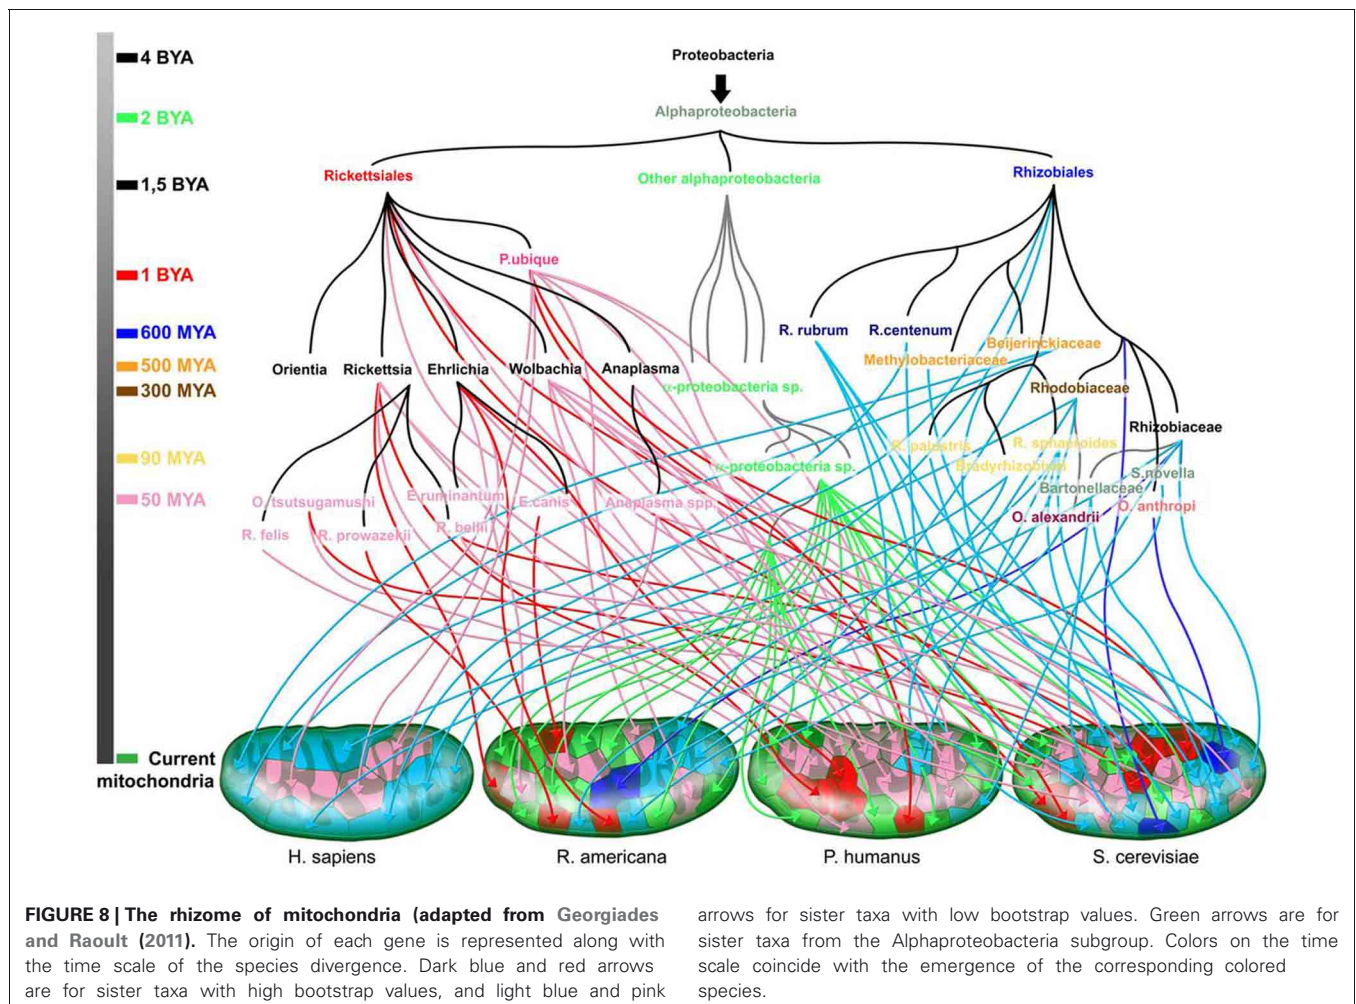 4 BYA
2 BYA
1,5 BYA
1 BYA
600 MYA
500 MYA
300 MYA
90 MYA
50 MYA
Current
mitochondria
Proteobacteria
Alphaproteobacteria
Rickettsiales
Other alphaproteobacteria
Rhizobiales
P.ubique
R. rubrum
R.centenum
Beijerinckiaceae
Methylobacteriaceae
Orientia
Rickettsia
Ehrlichia
Wolbachia
Anaplasma
α-proteobacteria sp.
Rhodobiaceae
Rhizobiaceae
R. palustris
R. sphaeroides
α-proteobacteria sp.
Bradyrhizobium
S.novella
Bartonellaceae
O. tsutsugamushi
E.ruminantum
E.canis
Anaplasma spp.
O. anthropi
O. alexandrii
R. felis
R. prowazekii
R. bellii
H. sapiens
R. americana
P. humanus
S. cerevisiae
FIGURE 8 | The rhizome of mitochondria (adapted from Georgiades
and Raoult (2011). The origin of each gene is represented along with
the time scale of the species divergence. Dark blue and red arrows
are for sister taxa with high bootstrap values, and light blue and pink
arrows for sister taxa with low bootstrap values. Green arrows are for
sister taxa from the Alphaproteobacteria subgroup. Colors on the time
scale coincide with the emergence of the corresponding colored
species.